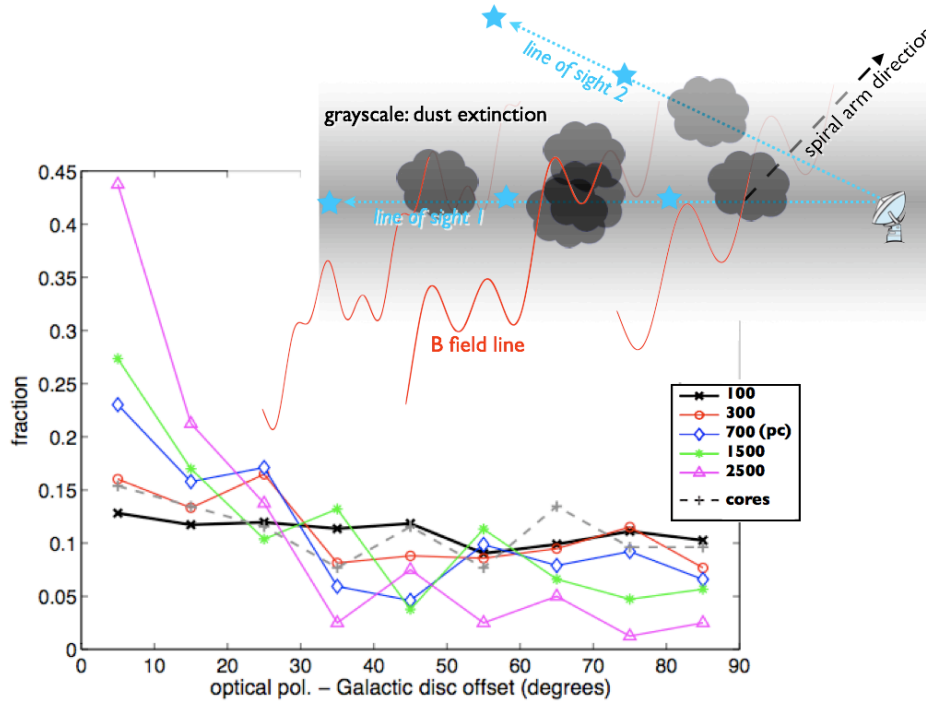 line of sight 2
spiral arm direction
grayscale: dust extinction
line of sight 1
B field line
0.45
0.4
0.35
0.3
0.25
0.2
0.15
0.1
0.05
0
fraction
0 10 20 30 40 50 60 70 80 90
optical pol. – Galactic disc offset (degrees)
100
300
700 (pc)
1500
2500
cores